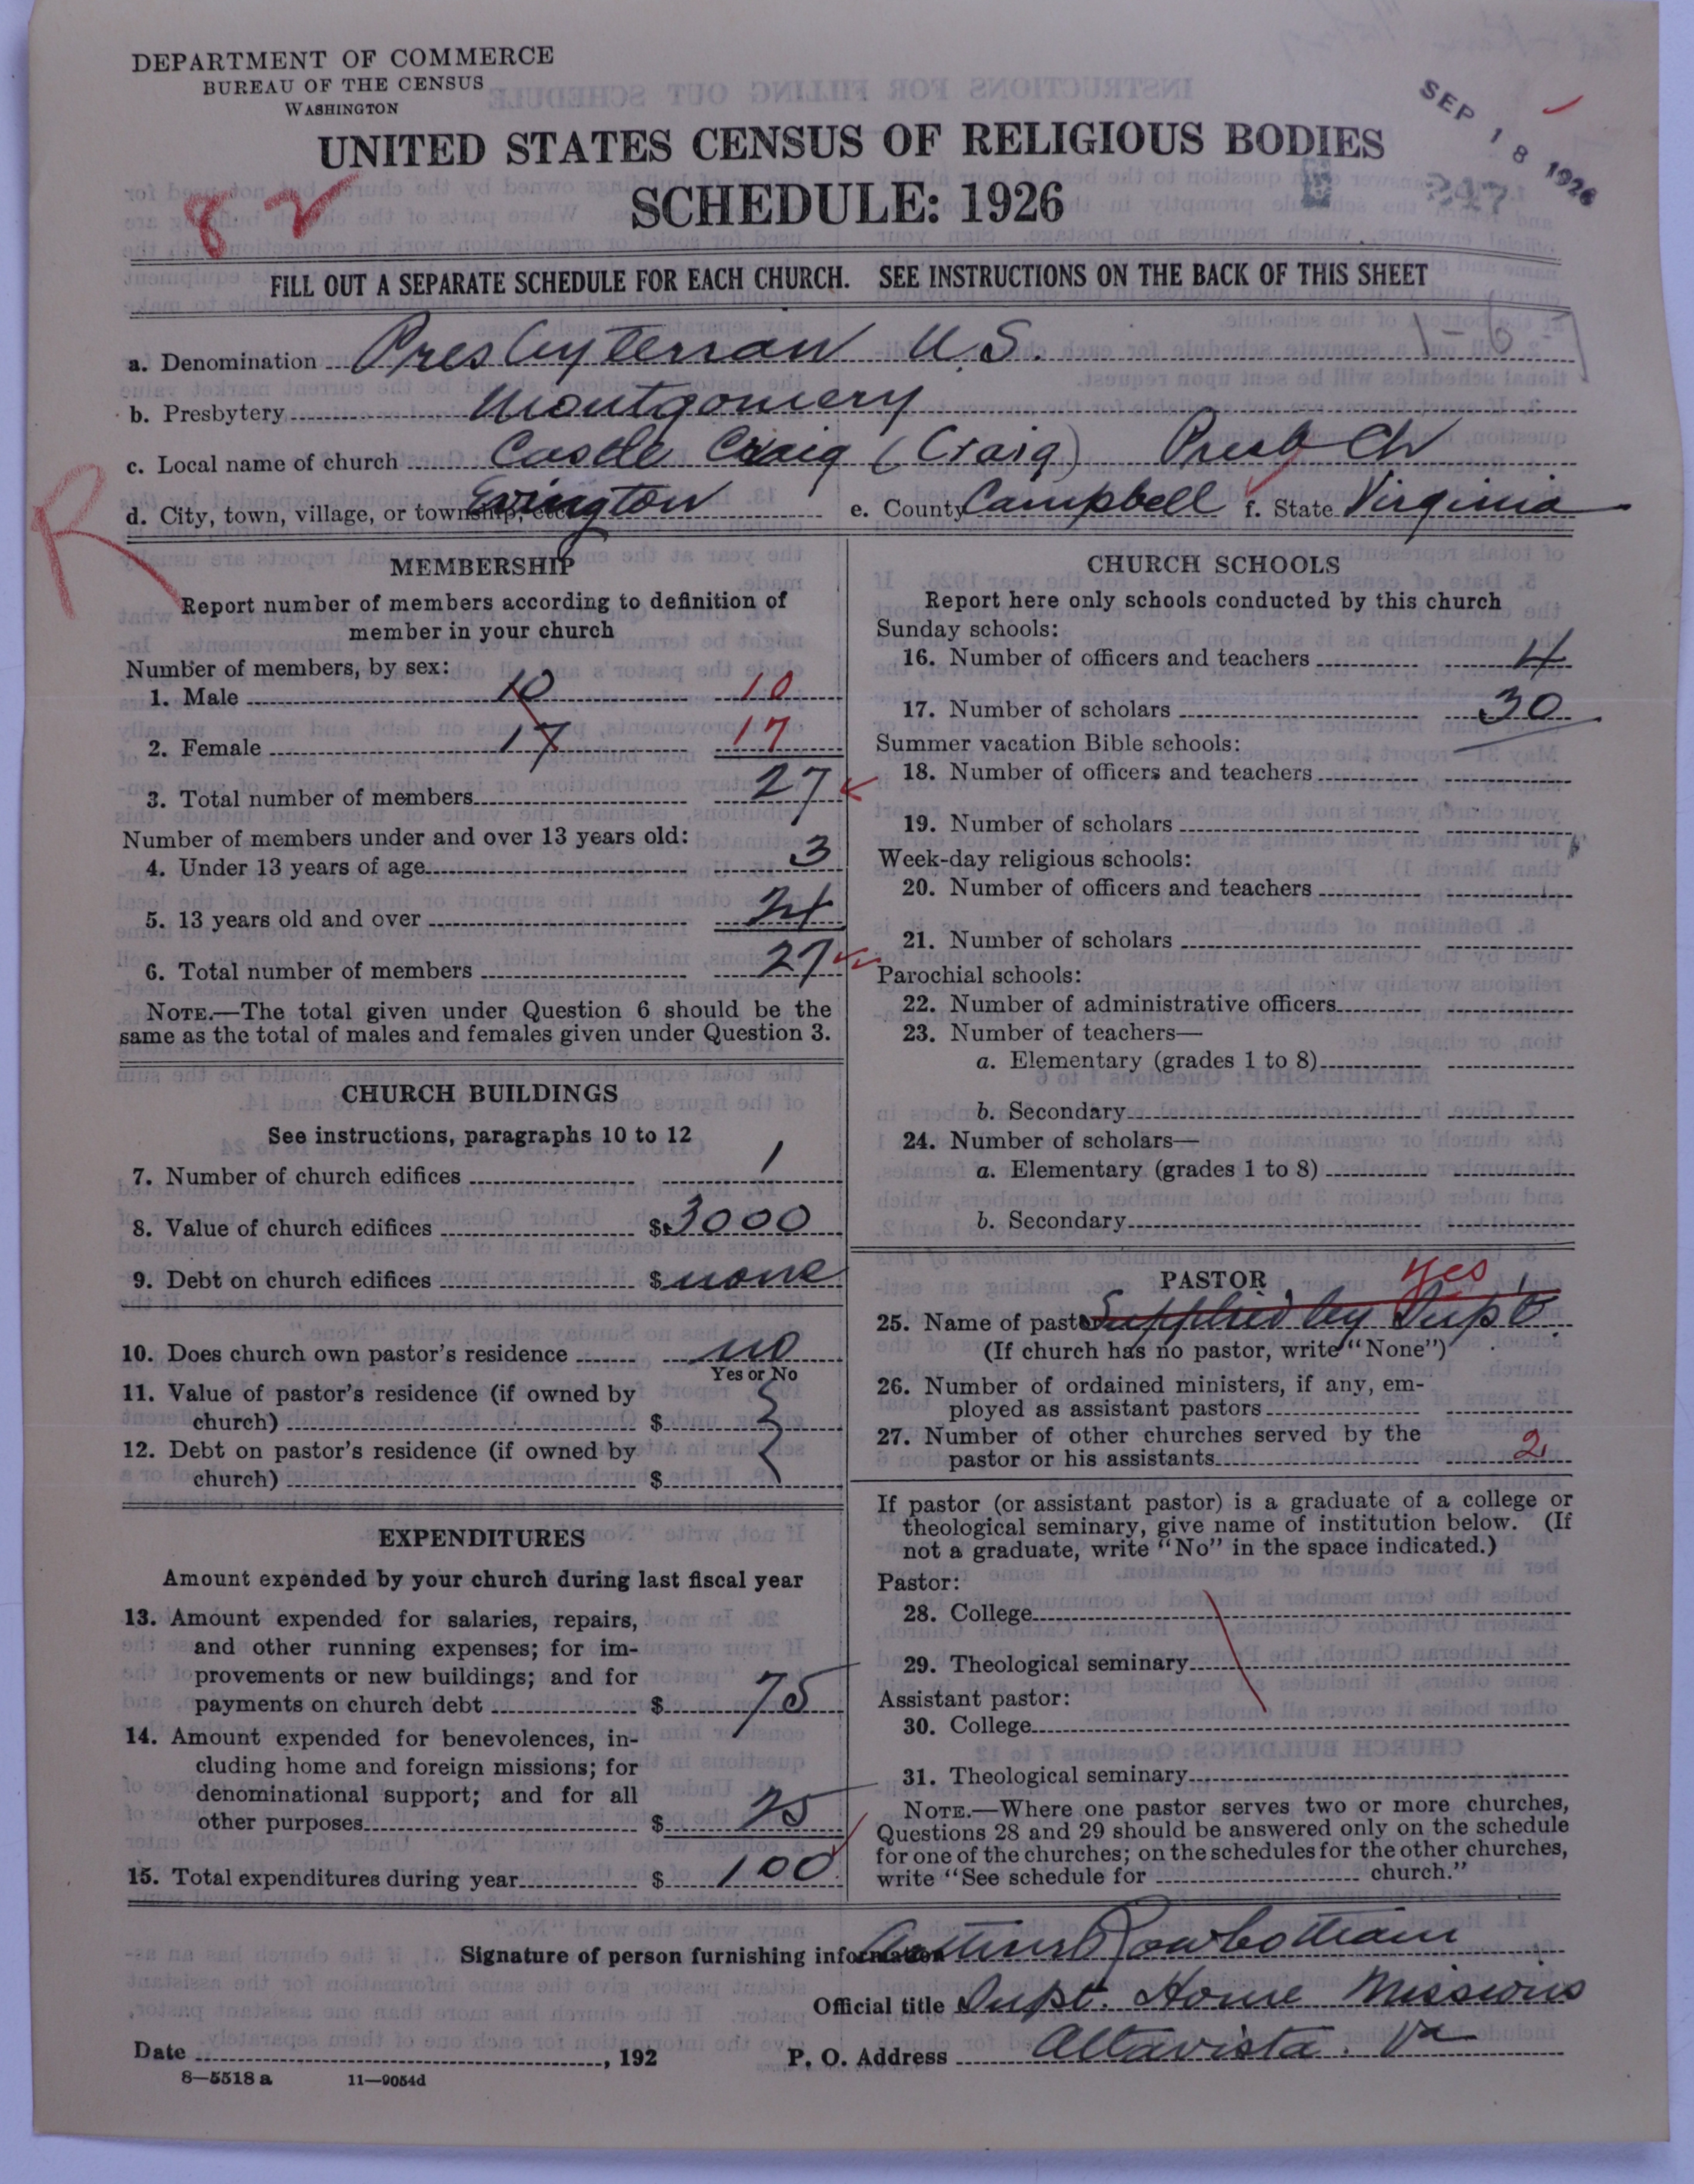 DEPARTMENT OF COMMERCE
BUREAU OF THE CENSUS
WASHINGTON
SEP 18 1926
UNITED STATES CENSUS OF RELIGIOUS BODIES
SCHEDULE: 1926
82
247
FILL OUT A SEPARATE SCHEDULE FOR EACH CHURCH. SEE INSTRUCTIONS ON THE BACK OF THIS SHEET
1-6
a. Denomination Presbyterian U.S.
b. Presbytery Montgomery
c. Local name of church Castle Craig (Craig) Presb Ch
d. City, town, village, or township, etc. Evington e. County Campbell f. State Virginia
R
MEMBERSHIP
Report number of members according to definition of
member in your church
Number of members, by sex:
1. Male 10 10
2. Female 17 17
3. Total number of members 27
Number of members under and over 13 years old:
4. Under 13 years of age 3
5. 13 years old and over 24
6. Total number of members 27
NOTE.—The total given under Question 6 should be the
same as the total of males and females given under Question 3.
CHURCH BUILDINGS
See instructions, paragraphs 10 to 12
7. Number of church edifices 1
8. Value of church edifices $ 3000
9. Debt on church edifices $ none
10. Does church own pastor's residence no
Yes or No
11. Value of pastor's residence (if owned by
church) $
12. Debt on pastor's residence (if owned by
church) $
EXPENDITURES
Amount expended by your church during last fiscal year
13. Amount expended for salaries, repairs,
and other running expenses; for im-
provements or new buildings; and for
payments on church debt $ 75
14. Amount expended for benevolences, in-
cluding home and foreign missions; for
denominational support; and for all
other purposes $ 25
15. Total expenditures during year $ 100
CHURCH SCHOOLS
Report here only schools conducted by this church
Sunday schools:
16. Number of officers and teachers 4
17. Number of scholars 30
Summer vacation Bible schools:
18. Number of officers and teachers
19. Number of scholars
Week-day religious schools:
20. Number of officers and teachers
21. Number of scholars
Parochial schools:
22. Number of administrative officers
23. Number of teachers—
a. Elementary (grades 1 to 8)
b. Secondary
24. Number of scholars—
a. Elementary (grades 1 to 8)
b. Secondary
PASTOR yes
25. Name of pastor Supplied by Supt.
(If church has no pastor, write "None")
26. Number of ordained ministers, if any, em-
ployed as assistant pastors
27. Number of other churches served by the
pastor or his assistants 2
If pastor (or assistant pastor) is a graduate of a college or
theological seminary, give name of institution below. (If
not a graduate, write "No" in the space indicated.)
Pastor:
28. College
29. Theological seminary
Assistant pastor:
30. College
31. Theological seminary
NOTE.—Where one pastor serves two or more churches,
Questions 28 and 29 should be answered only on the schedule
for one of the churches; on the schedules for the other churches,
write "See schedule for church."
Signature of person furnishing information Arthur Rowbotham
Official title Supt. Home Missions
Date , 192 P. O. Address Altavista. Va
8—5518 a 11—9054d